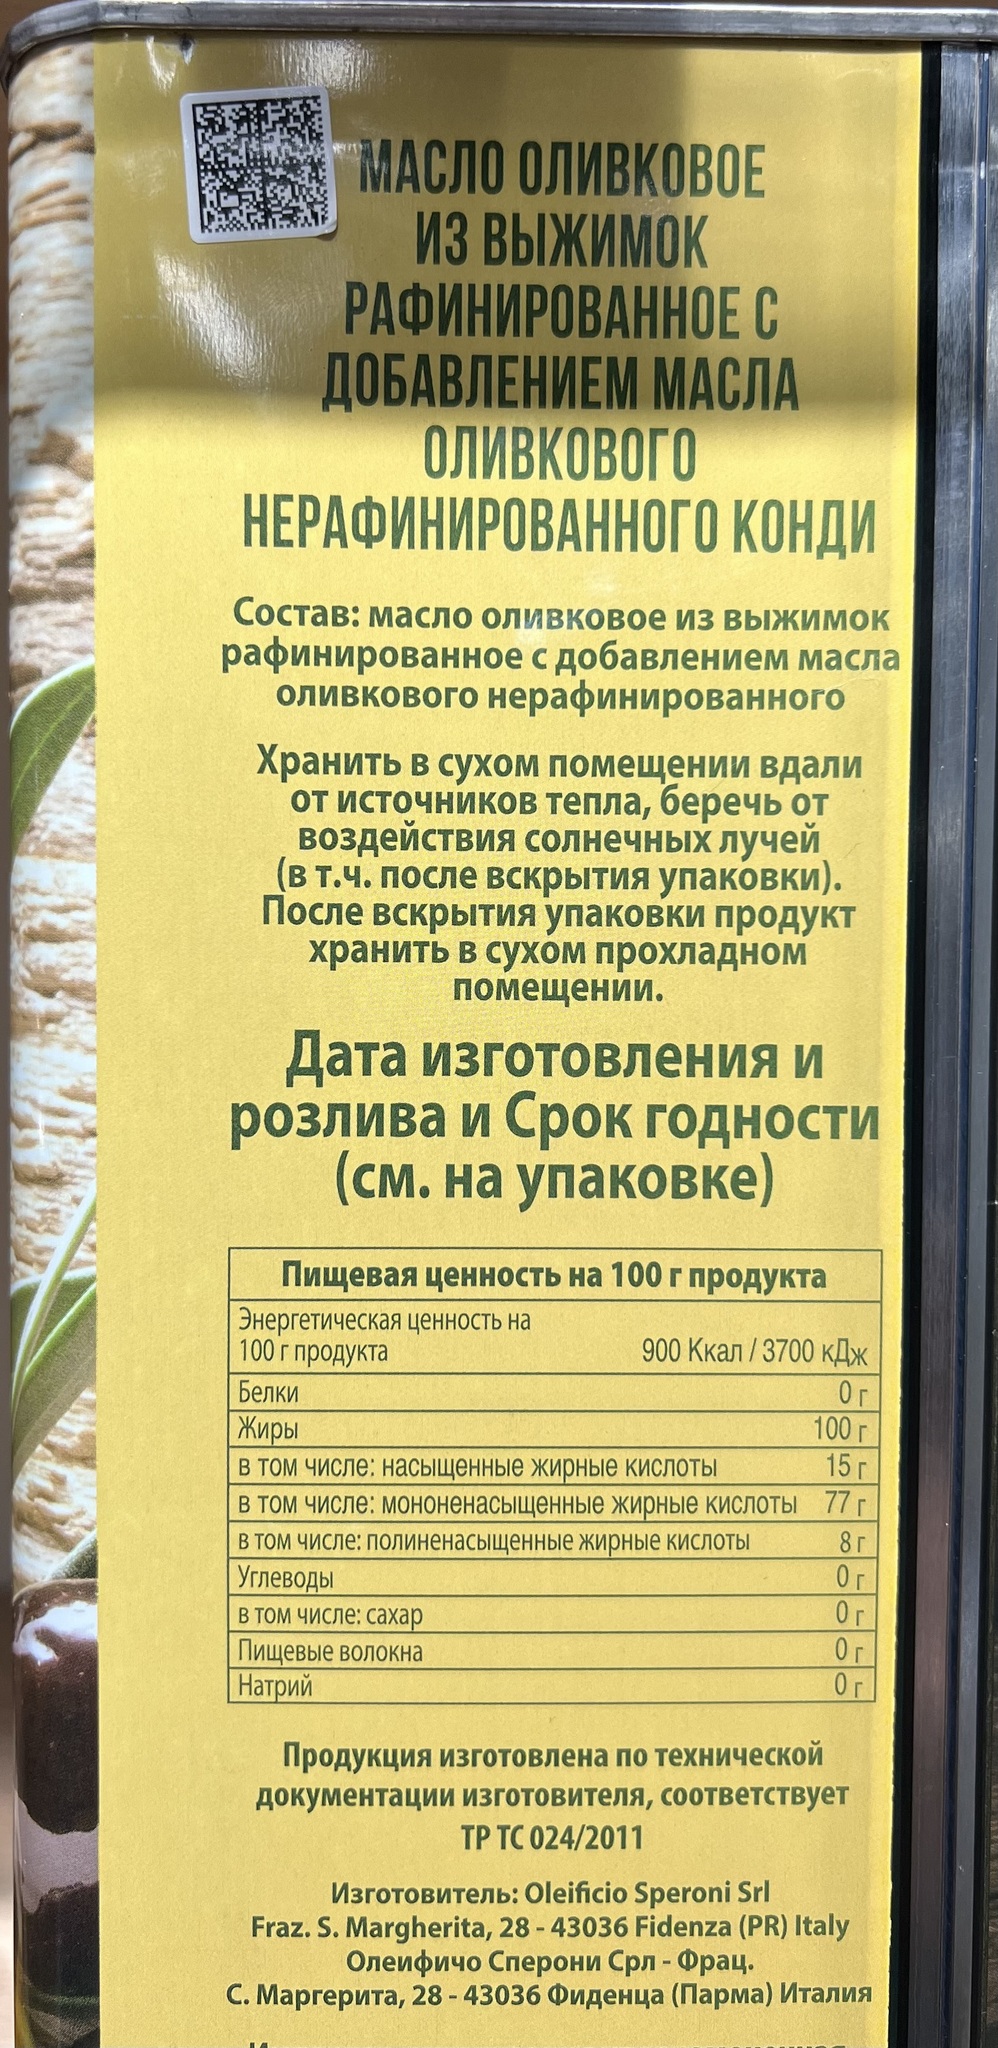 МАСЛО ОЛИВКОВОЕ
ИЗ ВЫЖИМОК
РАФИНИРОВАННОЕ С
ДОБАВЛЕНИЕМ МАСЛА
ОЛИВКОВОГО
НЕРАФИНИРОВАННОГО КОНДИ
Состав: масло оливковое из выжимок
рафинированное с добавлением масла
оливкового нерафинированного
Хранить в сухом помещении вдали
от источников тепла, беречь от
воздействия солнечных лучей
(в т.ч. после вскрытия упаковки).
После вскрытия упаковки продукт
хранить в сухом прохладном
помещении.
Дата изготовления и
розлива и Срок годности
(см. на упаковке)
Пищевая ценность на 100 г продукта
Энергетическая ценность на
100 г продукта 900 Ккал / 3700 кДж
Белки 0 г
Жиры 100 г
в том числе: насыщенные жирные кислоты 15 г
в том числе: мононенасыщенные жирные кислоты 77 г
в том числе: полиненасыщенные жирные кислоты 8 г
Углеводы 0 г
в том числе: сахар 0 г
Пищевые волокна 0 г
Натрий 0 г
Продукция изготовлена по технической
документации изготовителя, соответствует
ТР ТС 024/2011
Изготовитель: Oleificio Speroni Srl
Fraz. S. Margherita, 28 - 43036 Fidenza (PR) Italy
Олеифичо Сперони Срл - Фрац.
С. Маргерита, 28 - 43036 Фиденца (Парма) Италия